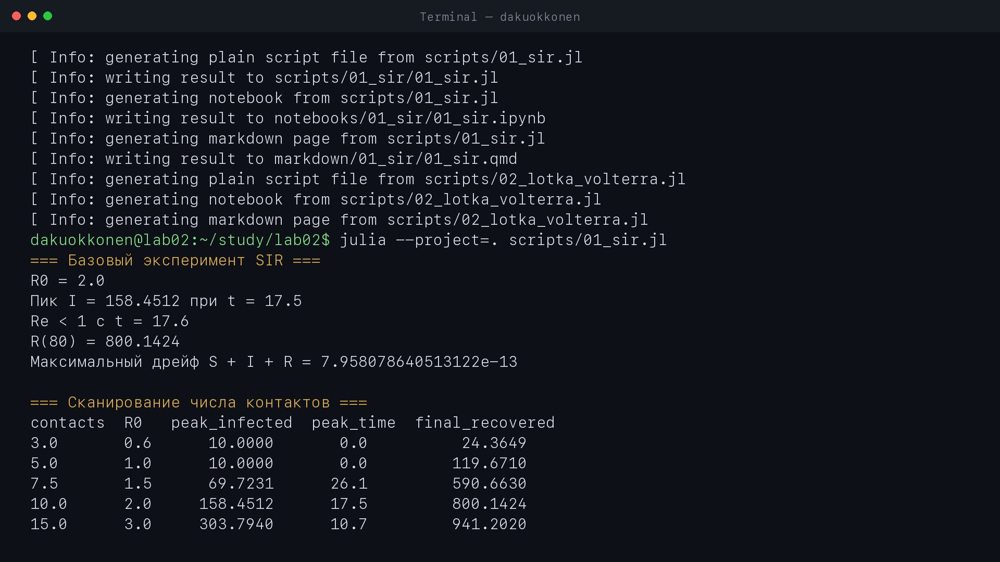 Terminal — dakuokkonen
[ Info: generating plain script file from scripts/01_sir.jl
[ Info: writing result to scripts/01_sir/01_sir.jl
[ Info: generating notebook from scripts/01_sir.jl
[ Info: writing result to notebooks/01_sir/01_sir.ipynb
[ Info: generating markdown page from scripts/01_sir.jl
[ Info: writing result to markdown/01_sir/01_sir.qmd
[ Info: generating plain script file from scripts/02_lotka_volterra.jl
[ Info: generating notebook from scripts/02_lotka_volterra.jl
[ Info: generating markdown page from scripts/02_lotka_volterra.jl
dakuokkonen@lab02:~/study/lab02$ julia --project=. scripts/01_sir.jl
=== Базовый эксперимент SIR ===
R0 = 2.0
Пик I = 158.4512 при t = 17.5
Re < 1 с t = 17.6
R(80) = 800.1424
Максимальный дрейф S + I + R = 7.958078640513122e-13
=== Сканирование числа контактов ===
contacts  R0   peak_infected  peak_time  final_recovered
3.0       0.6      10.0000       0.0          24.3649
5.0       1.0      10.0000       0.0         119.6710
7.5       1.5      69.7231      26.1         590.6630
10.0      2.0     158.4512      17.5         800.1424
15.0      3.0     303.7940      10.7         941.2020